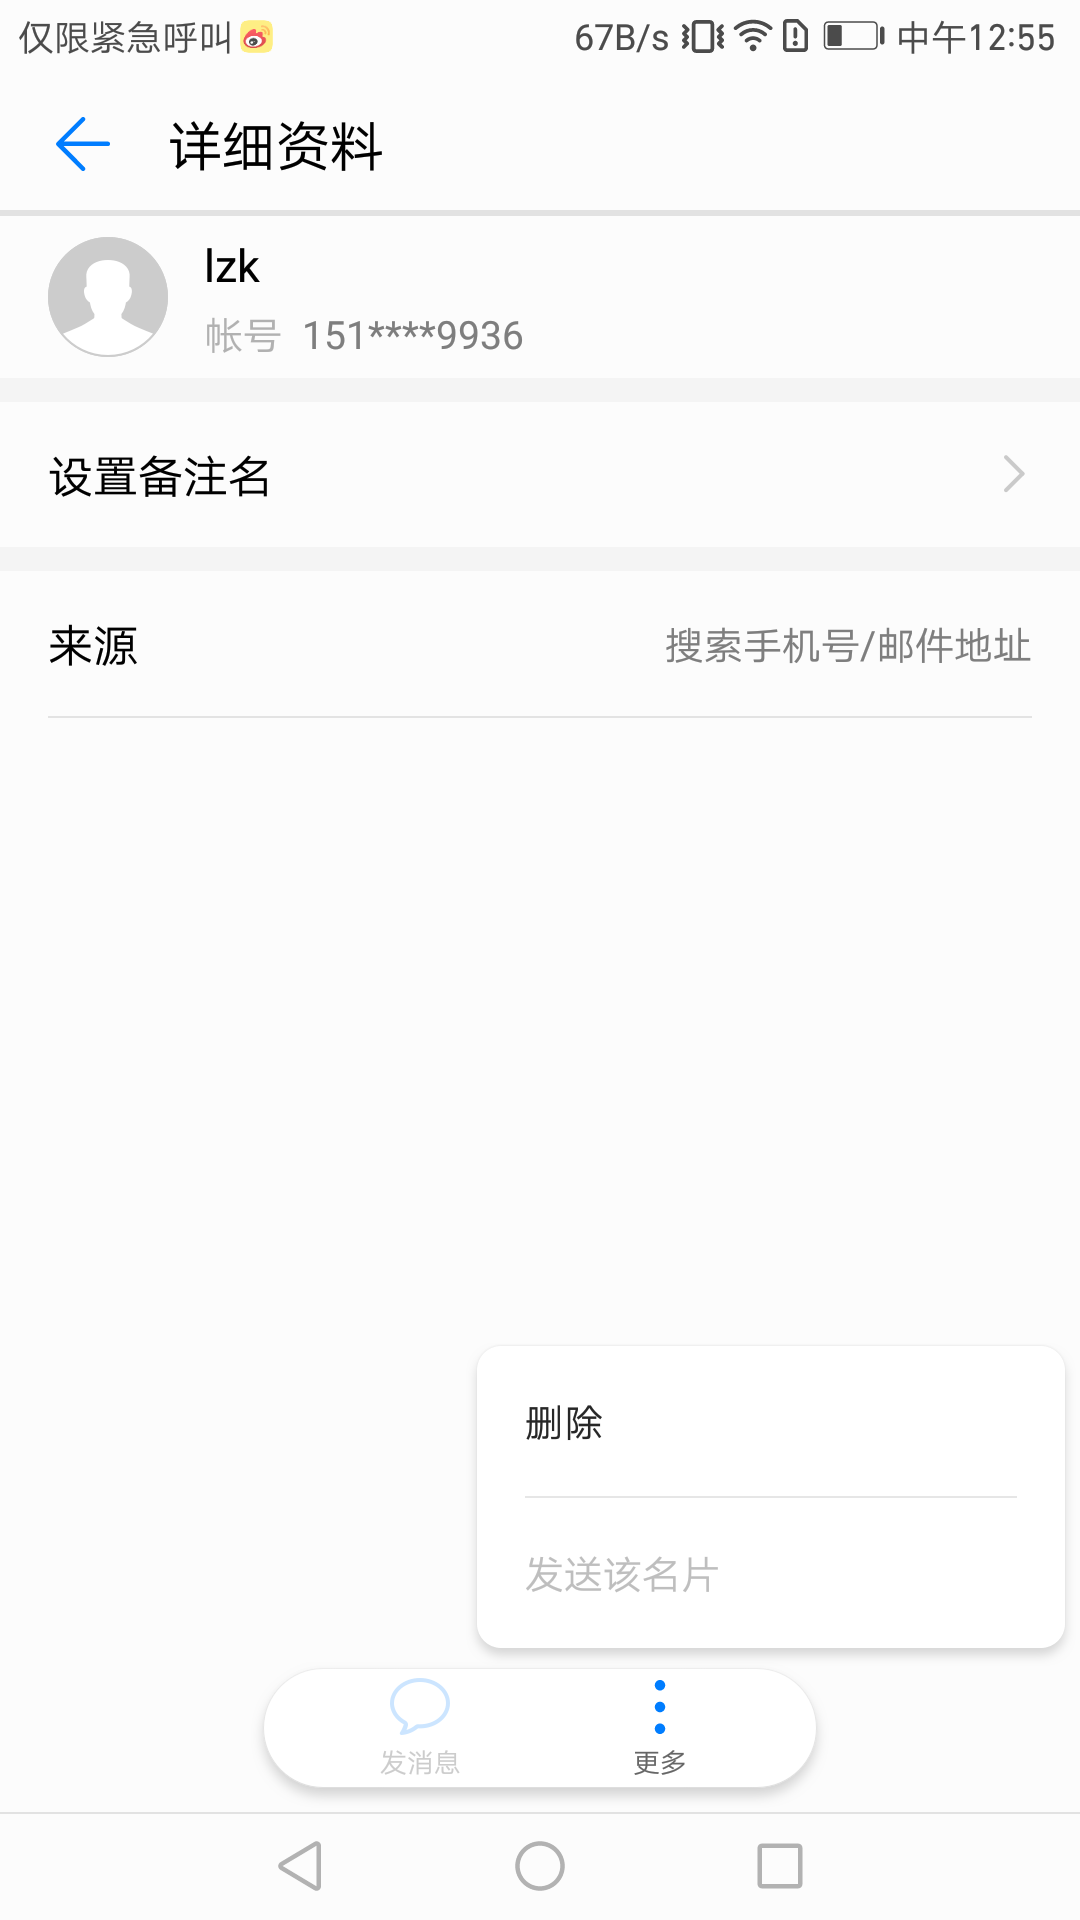 仅限紧急呼叫 67B/s 中午12:55
详细资料
lzk
帐号 151****9936
设置备注名
来源 搜索手机号/邮件地址
删除
发送该名片
发消息 更多